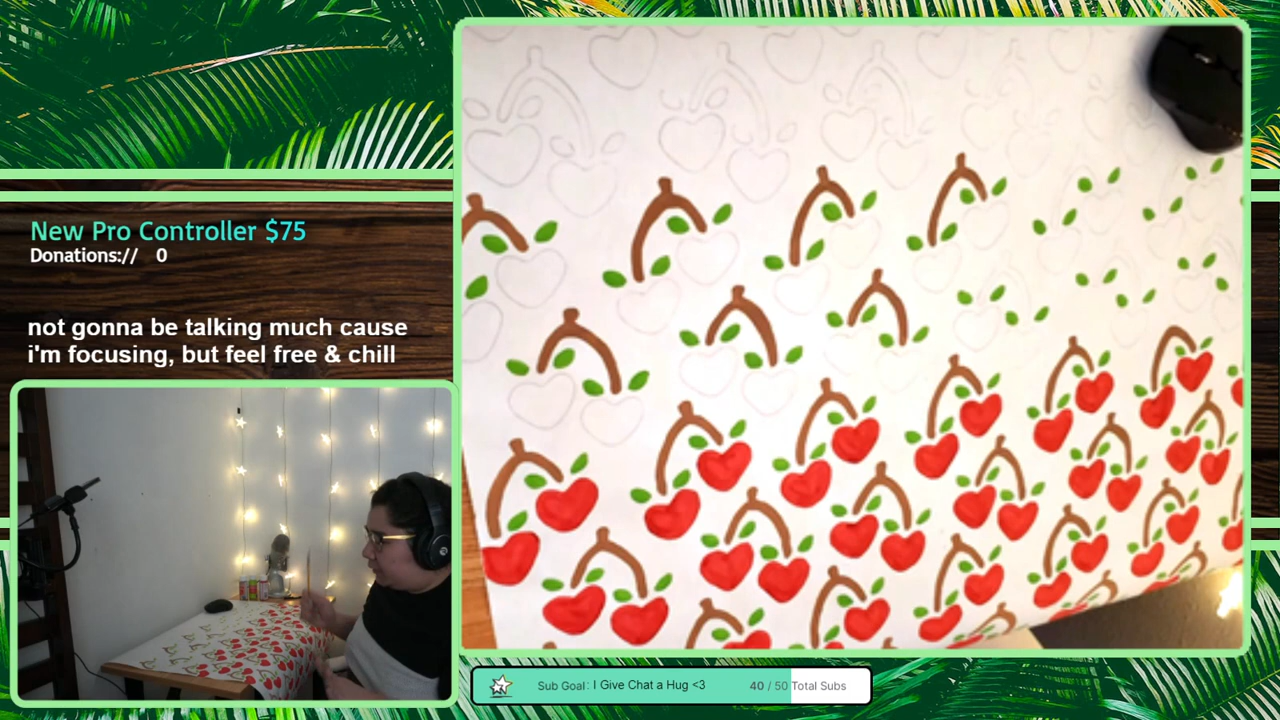 New Pro Controller $75
Donations:// 0
not gonna be talking much cause
i'm focusing, but feel free & chill
Sub Goal: I Give Chat a Hug <3 40 / 50 Total Subs